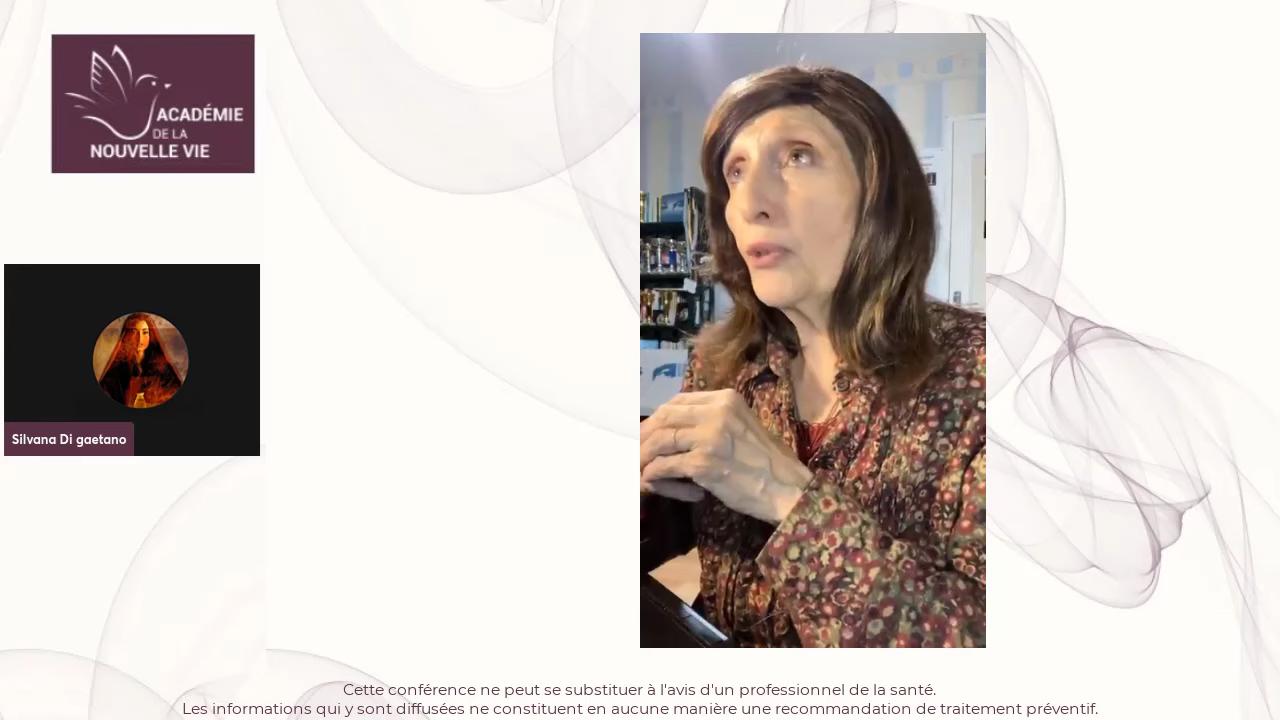 ACADÉMIE
DE LA
NOUVELLE VIE
Silvana Di gaetano
Cette conférence ne peut se substituer à l'avis d'un professionnel de la santé.
Les informations qui y sont diffusées ne constituent en aucune manière une recommandation de traitement préventif.